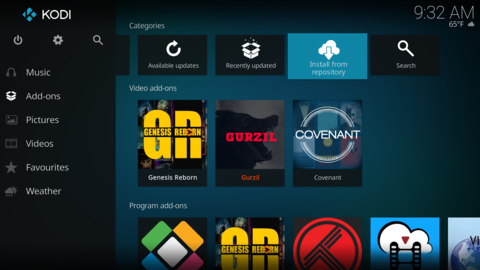 KODI
9:32 AM
65°F
Music
Add-ons
Pictures
Videos
Favourites
Weather
Categories
Available updates
Recently updated
Install from
repository
Search
Video add-ons
GENESIS REBORN
GR
Genesis Reborn
GURZIL
Gurzil
COVENANT
Covenant
Program add-ons
GENESIS REBORN
GR